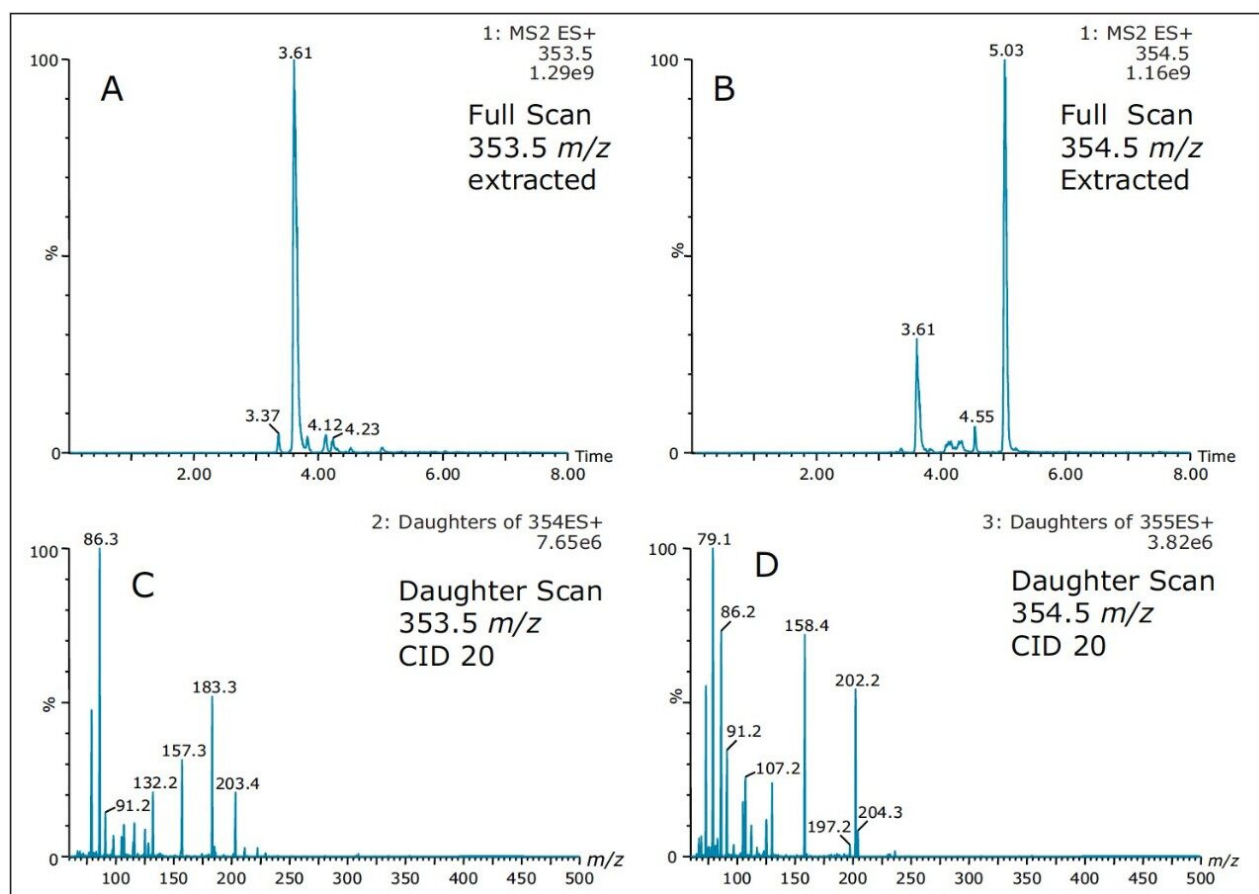 1: MS2 ES+
353.5
1.29e9
100
3.61
A
Full Scan
353.5 m/z
extracted
%
3.37
4.12
4.23
0
2.00
4.00
6.00
8.00
Time
1: MS2 ES+
354.5
1.16e9
100
5.03
B
Full Scan
354.5 m/z
Extracted
%
3.61
4.55
0
2.00
4.00
6.00
8.00
Time
2: Daughters of 354ES+
7.65e6
100
86.3
C
Daughter Scan
353.5 m/z
CID 20
%
183.3
157.3
132.2
203.4
91.2
0
100
150
200
250
300
350
400
450
500
m/z
3: Daughters of 355ES+
3.82e6
100
79.1
D
Daughter Scan
354.5 m/z
CID 20
%
86.2
158.4
202.2
91.2
107.2
197.2
204.3
0
100
150
200
250
300
350
400
450
500
m/z